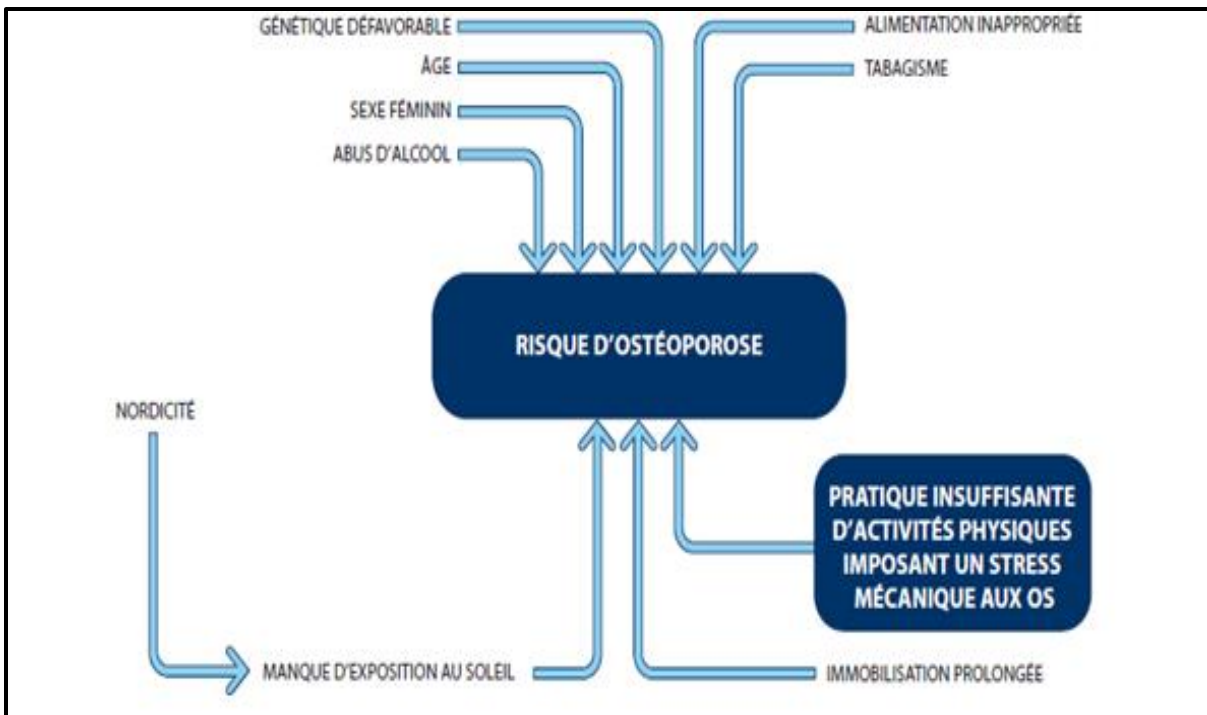 GÉNÉTIQUE DÉFAVORABLE
ÂGE
SEXE FÉMININ
ABUS D'ALCOOL
ALIMENTATION INAPPROPRIÉE
TABAGISME
RISQUE D'OSTÉOPOROSE
NORDICITÉ
PRATIQUE INSUFFISANTE
D'ACTIVITÉS PHYSIQUES
IMPOSANT UN STRESS
MÉCANIQUE AUX OS
MANQUE D'EXPOSITION AU SOLEIL
IMMOBILISATION PROLONGÉE